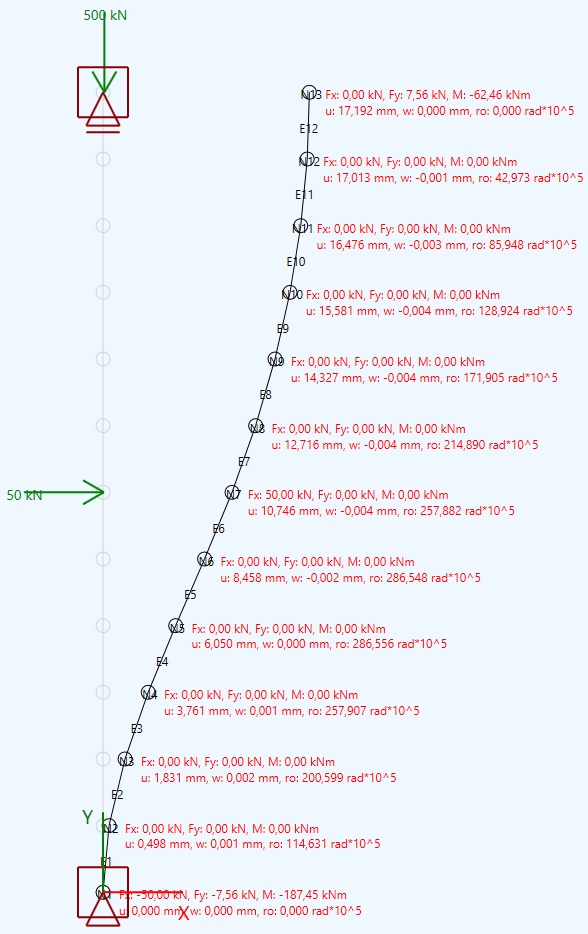 500 kN
N13 Fx: 0,00 kN, Fy: 7,56 kN, M: -62,46 kNm
u: 17,192 mm, w: 0,000 mm, ro: 0,000 rad*10^5
E12
N12 Fx: 0,00 kN, Fy: 0,00 kN, M: 0,00 kNm
u: 17,013 mm, w: -0,001 mm, ro: 42,973 rad*10^5
E11
N11 Fx: 0,00 kN, Fy: 0,00 kN, M: 0,00 kNm
u: 16,476 mm, w: -0,003 mm, ro: 85,948 rad*10^5
E10
N10 Fx: 0,00 kN, Fy: 0,00 kN, M: 0,00 kNm
u: 15,581 mm, w: -0,004 mm, ro: 128,924 rad*10^5
E9
N9 Fx: 0,00 kN, Fy: 0,00 kN, M: 0,00 kNm
u: 14,327 mm, w: -0,004 mm, ro: 171,905 rad*10^5
E8
N8 Fx: 0,00 kN, Fy: 0,00 kN, M: 0,00 kNm
u: 12,716 mm, w: -0,004 mm, ro: 214,890 rad*10^5
E7
50 kN
N7 Fx: 50,00 kN, Fy: 0,00 kN, M: 0,00 kNm
u: 10,746 mm, w: -0,004 mm, ro: 257,882 rad*10^5
E6
N6 Fx: 0,00 kN, Fy: 0,00 kN, M: 0,00 kNm
u: 8,458 mm, w: -0,002 mm, ro: 286,548 rad*10^5
E5
N5 Fx: 0,00 kN, Fy: 0,00 kN, M: 0,00 kNm
u: 6,050 mm, w: 0,000 mm, ro: 286,556 rad*10^5
E4
N4 Fx: 0,00 kN, Fy: 0,00 kN, M: 0,00 kNm
u: 3,761 mm, w: 0,001 mm, ro: 257,907 rad*10^5
E3
N3 Fx: 0,00 kN, Fy: 0,00 kN, M: 0,00 kNm
u: 1,831 mm, w: 0,002 mm, ro: 200,599 rad*10^5
E2
Y
N2 Fx: 0,00 kN, Fy: 0,00 kN, M: 0,00 kNm
u: 0,498 mm, w: 0,001 mm, ro: 114,631 rad*10^5
E1
N1 Fx: -50,00 kN, Fy: -7,56 kN, M: -187,45 kNm
u: 0,000 mm, w: 0,000 mm, ro: 0,000 rad*10^5
X